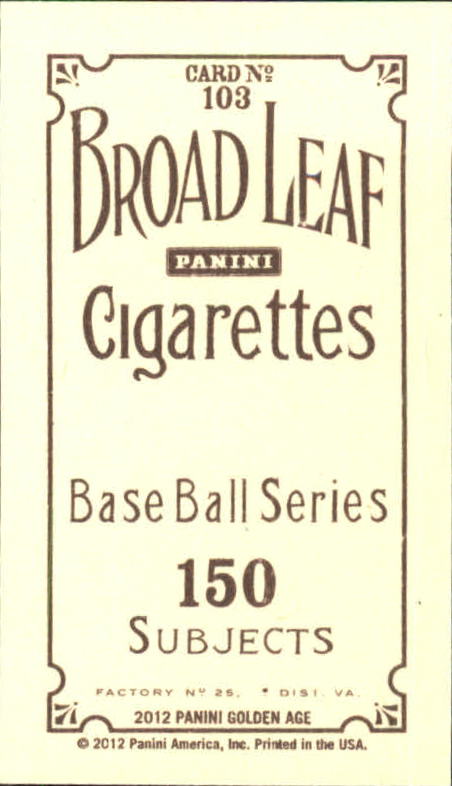 CARD Nº
103
BROAD LEAF
PANINI
Cigarettes
Base Ball Series
150
SUBJECTS
FACTORY Nº 25, • DIST. VA.
2012 PANINI GOLDEN AGE
© 2012 Panini America, Inc. Printed in the USA.